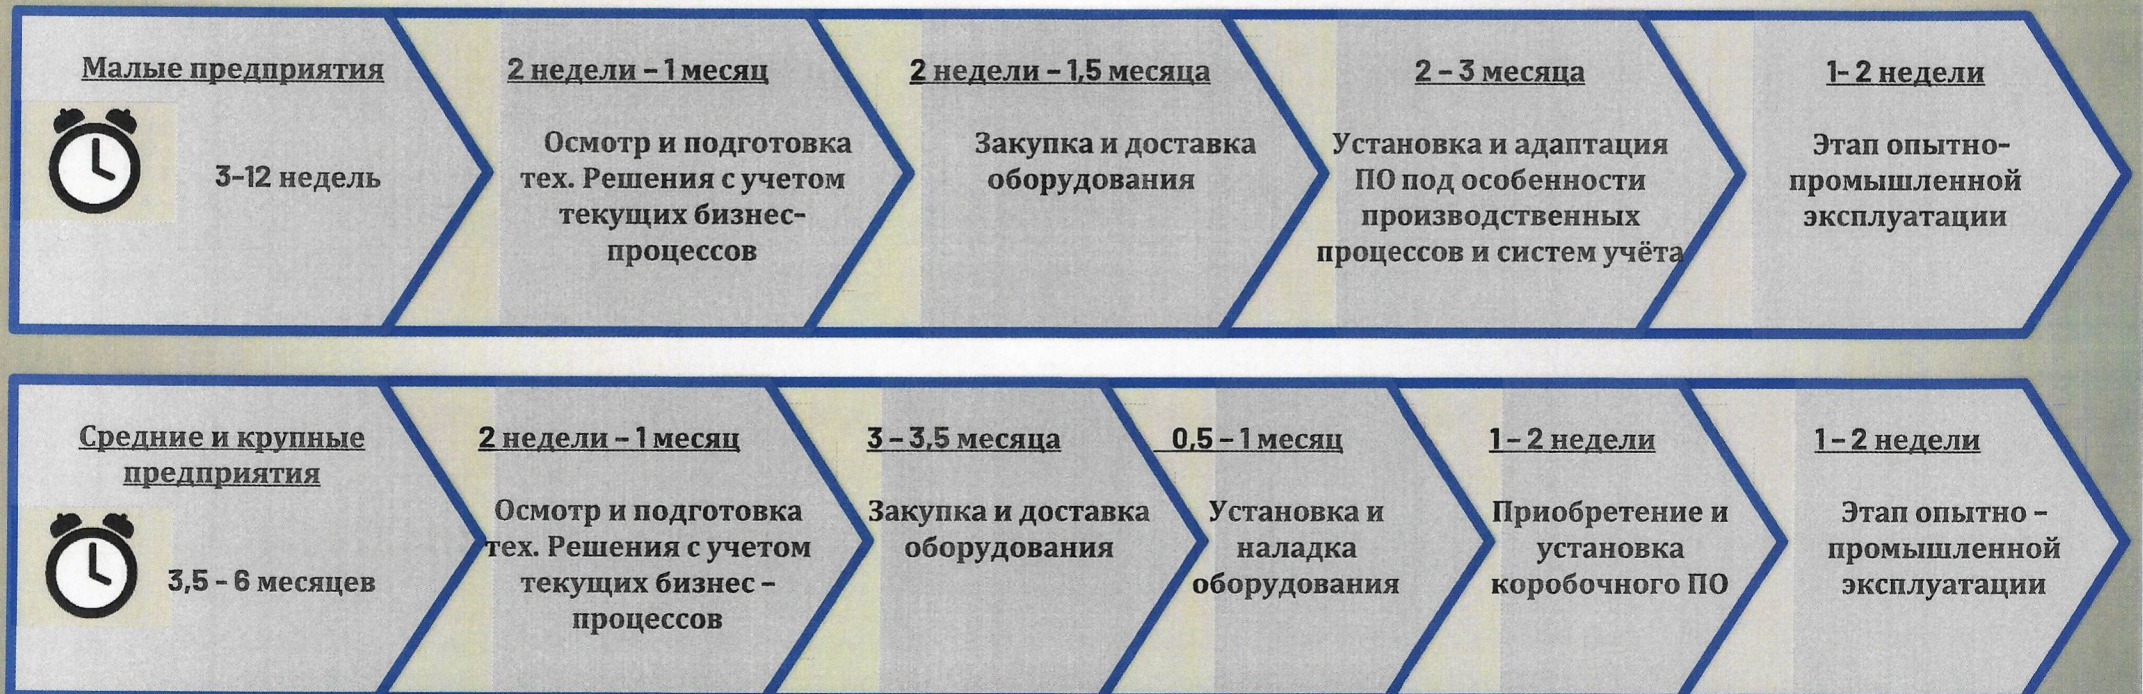 Малые предприятия
3-12 недель
2 недели – 1 месяц
Осмотр и подготовка
тех. Решения с учетом
текущих бизнес-
процессов
2 недели – 1,5 месяца
Закупка и доставка
оборудования
2 – 3 месяца
Установка и адаптация
ПО под особенности
производственных
процессов и систем учёта
1- 2 недели
Этап опытно-
промышленной
эксплуатации
Средние и крупные
предприятия
3,5 – 6 месяцев
2 недели – 1 месяц
Осмотр и подготовка
тех. Решения с учетом
текущих бизнес –
процессов
3 – 3,5 месяца
Закупка и доставка
оборудования
0,5 – 1 месяц
Установка и
наладка
оборудования
1 – 2 недели
Приобретение и
установка
коробочного ПО
1 – 2 недели
Этап опытно –
промышленной
эксплуатации